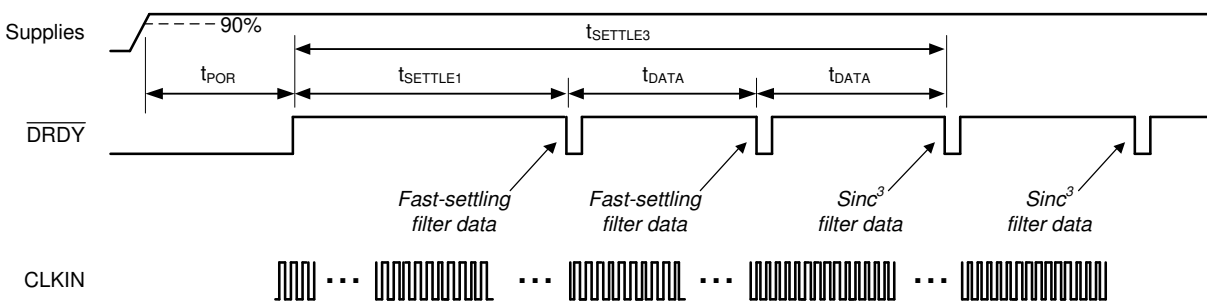 Supplies
90%
tSETTLE3
tPOR
tSETTLE1
tDATA
tDATA
DRDY
Fast-settling
filter data
Fast-settling
filter data
Sinc³
filter data
Sinc³
filter data
CLKIN